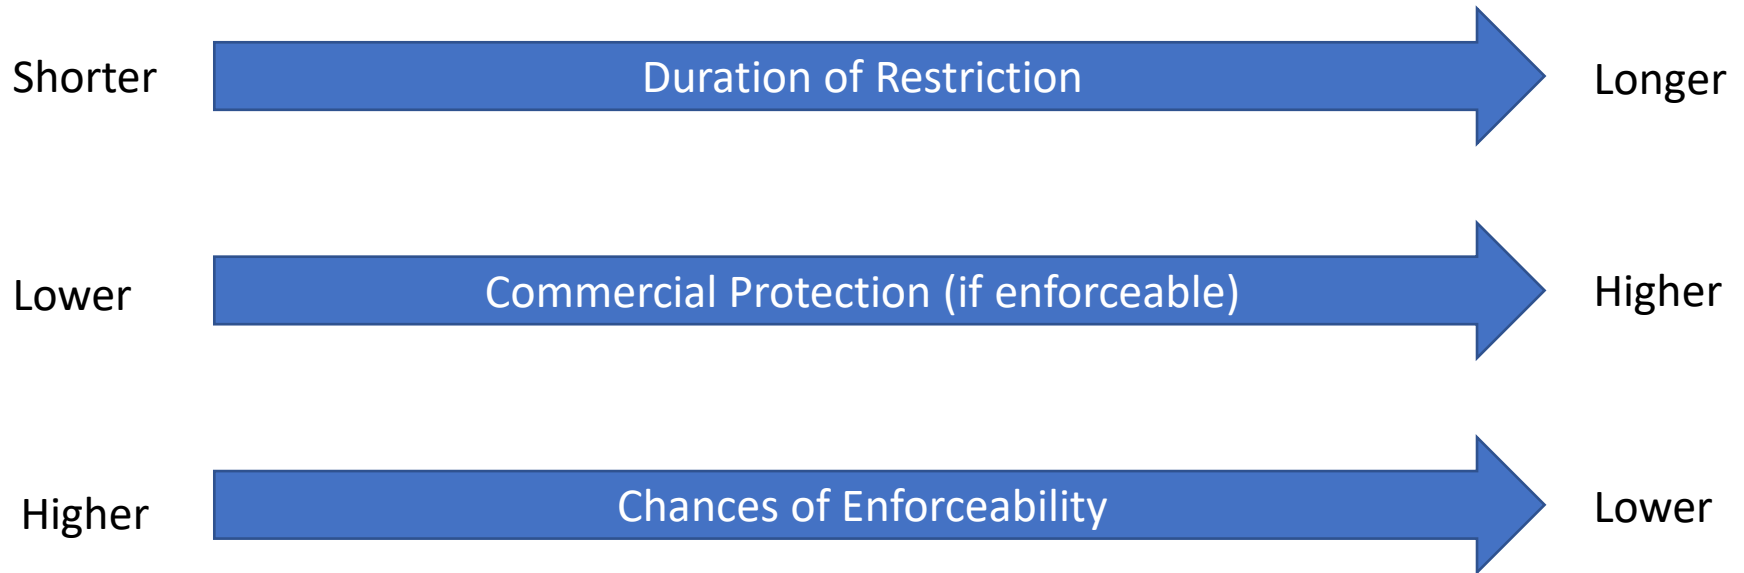 Shorter
Duration of Restriction
Longer
Lower
Commercial Protection (if enforceable)
Higher
Higher
Chances of Enforceability
Lower